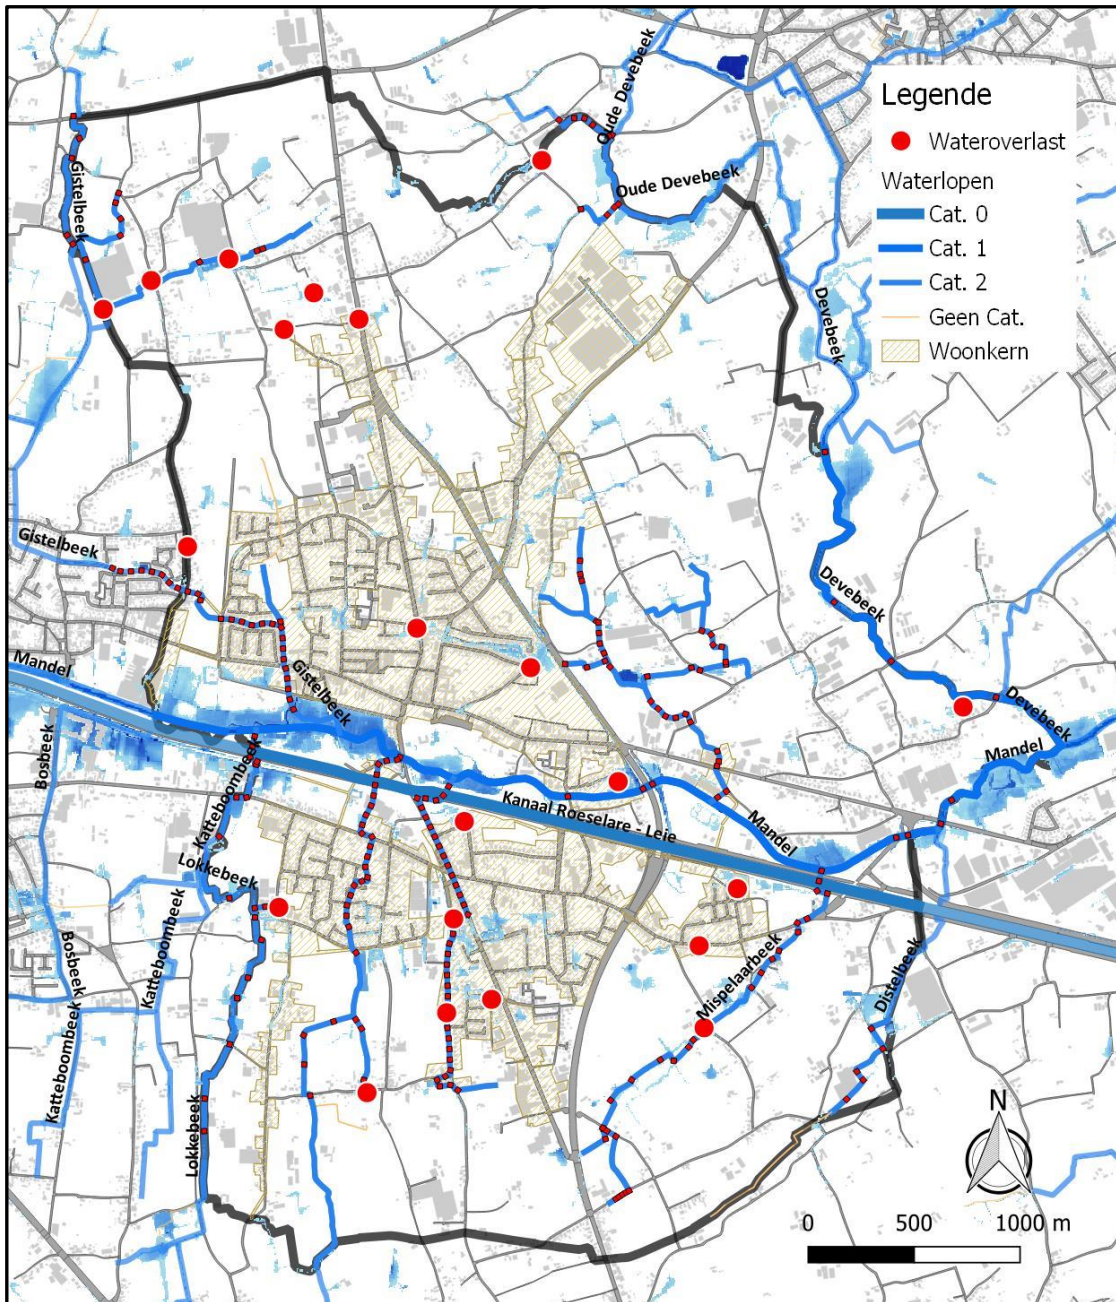 Oude Devebeek
Legende
Wateroverlast
Waterlopen
Cat. 0
Cat. 1
Cat. 2
Geen Cat.
Woonkern
Gistelbeek
Oude Devebeek
Devebeek
Gistelbeek
Devebeek
Mandel
Gistelbeek
Devebeek
Mandel
Bosbeek
Katteboombeek
Kanaal Roeselare - Leie
Mandel
Lokkebeek
Katteboombeek
Bosbeek
Mispelaarbeek
Distelbeek
Katteboombeek
Lokkebeek
N
0 500 1000 m